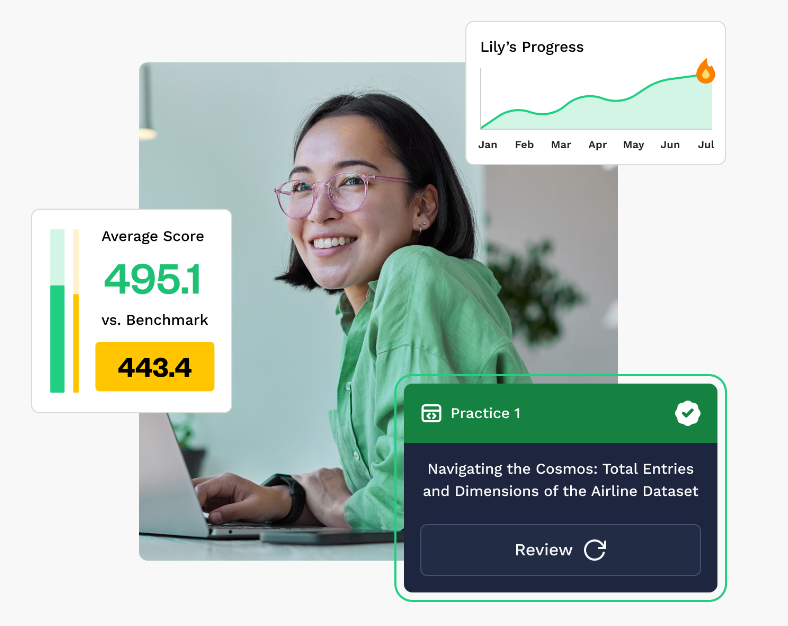 Lily's Progress
Jan Feb Mar Apr May Jun Jul
Average Score
495.1
vs. Benchmark
443.4
Practice 1
Navigating the Cosmos: Total Entries
and Dimensions of the Airline Dataset
Review